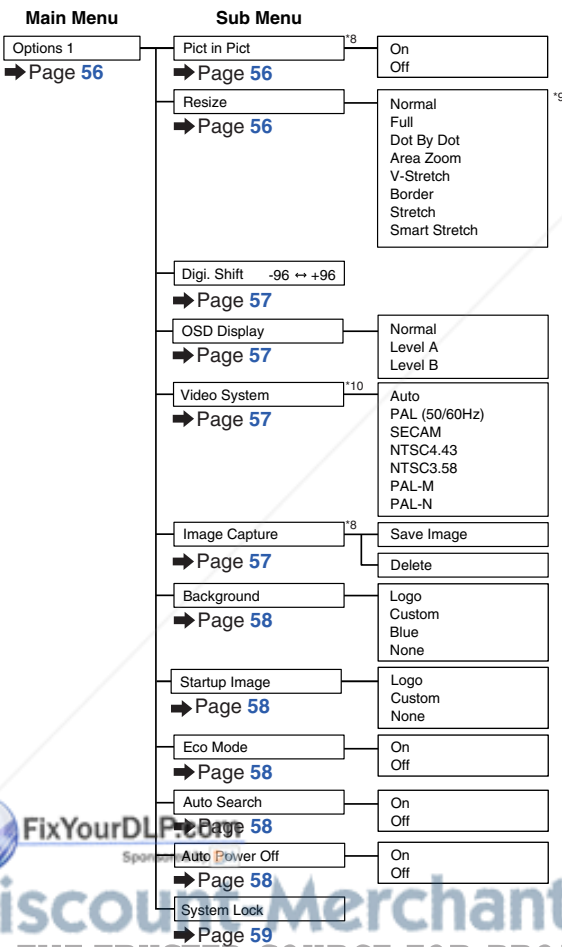 Main Menu
Sub Menu
Options 1
➡Page 56
Pict in Pict
*8
On
Off
➡Page 56
Resize
*9
Normal
Full
Dot By Dot
Area Zoom
V-Stretch
Border
Stretch
Smart Stretch
➡Page 56
Digi. Shift -96 ↔ +96
➡Page 57
OSD Display
Normal
Level A
Level B
➡Page 57
Video System
*10
Auto
PAL (50/60Hz)
SECAM
NTSC4.43
NTSC3.58
PAL-M
PAL-N
➡Page 57
Image Capture
*8
Save Image
Delete
➡Page 57
Background
Logo
Custom
Blue
None
➡Page 58
Startup Image
Logo
Custom
None
➡Page 58
Eco Mode
On
Off
➡Page 58
Auto Search
On
Off
➡Page 58
FixYourDLP.com
Auto Power Off
On
Off
➡Page 58
iscount-Merchant
System Lock
➡Page 59